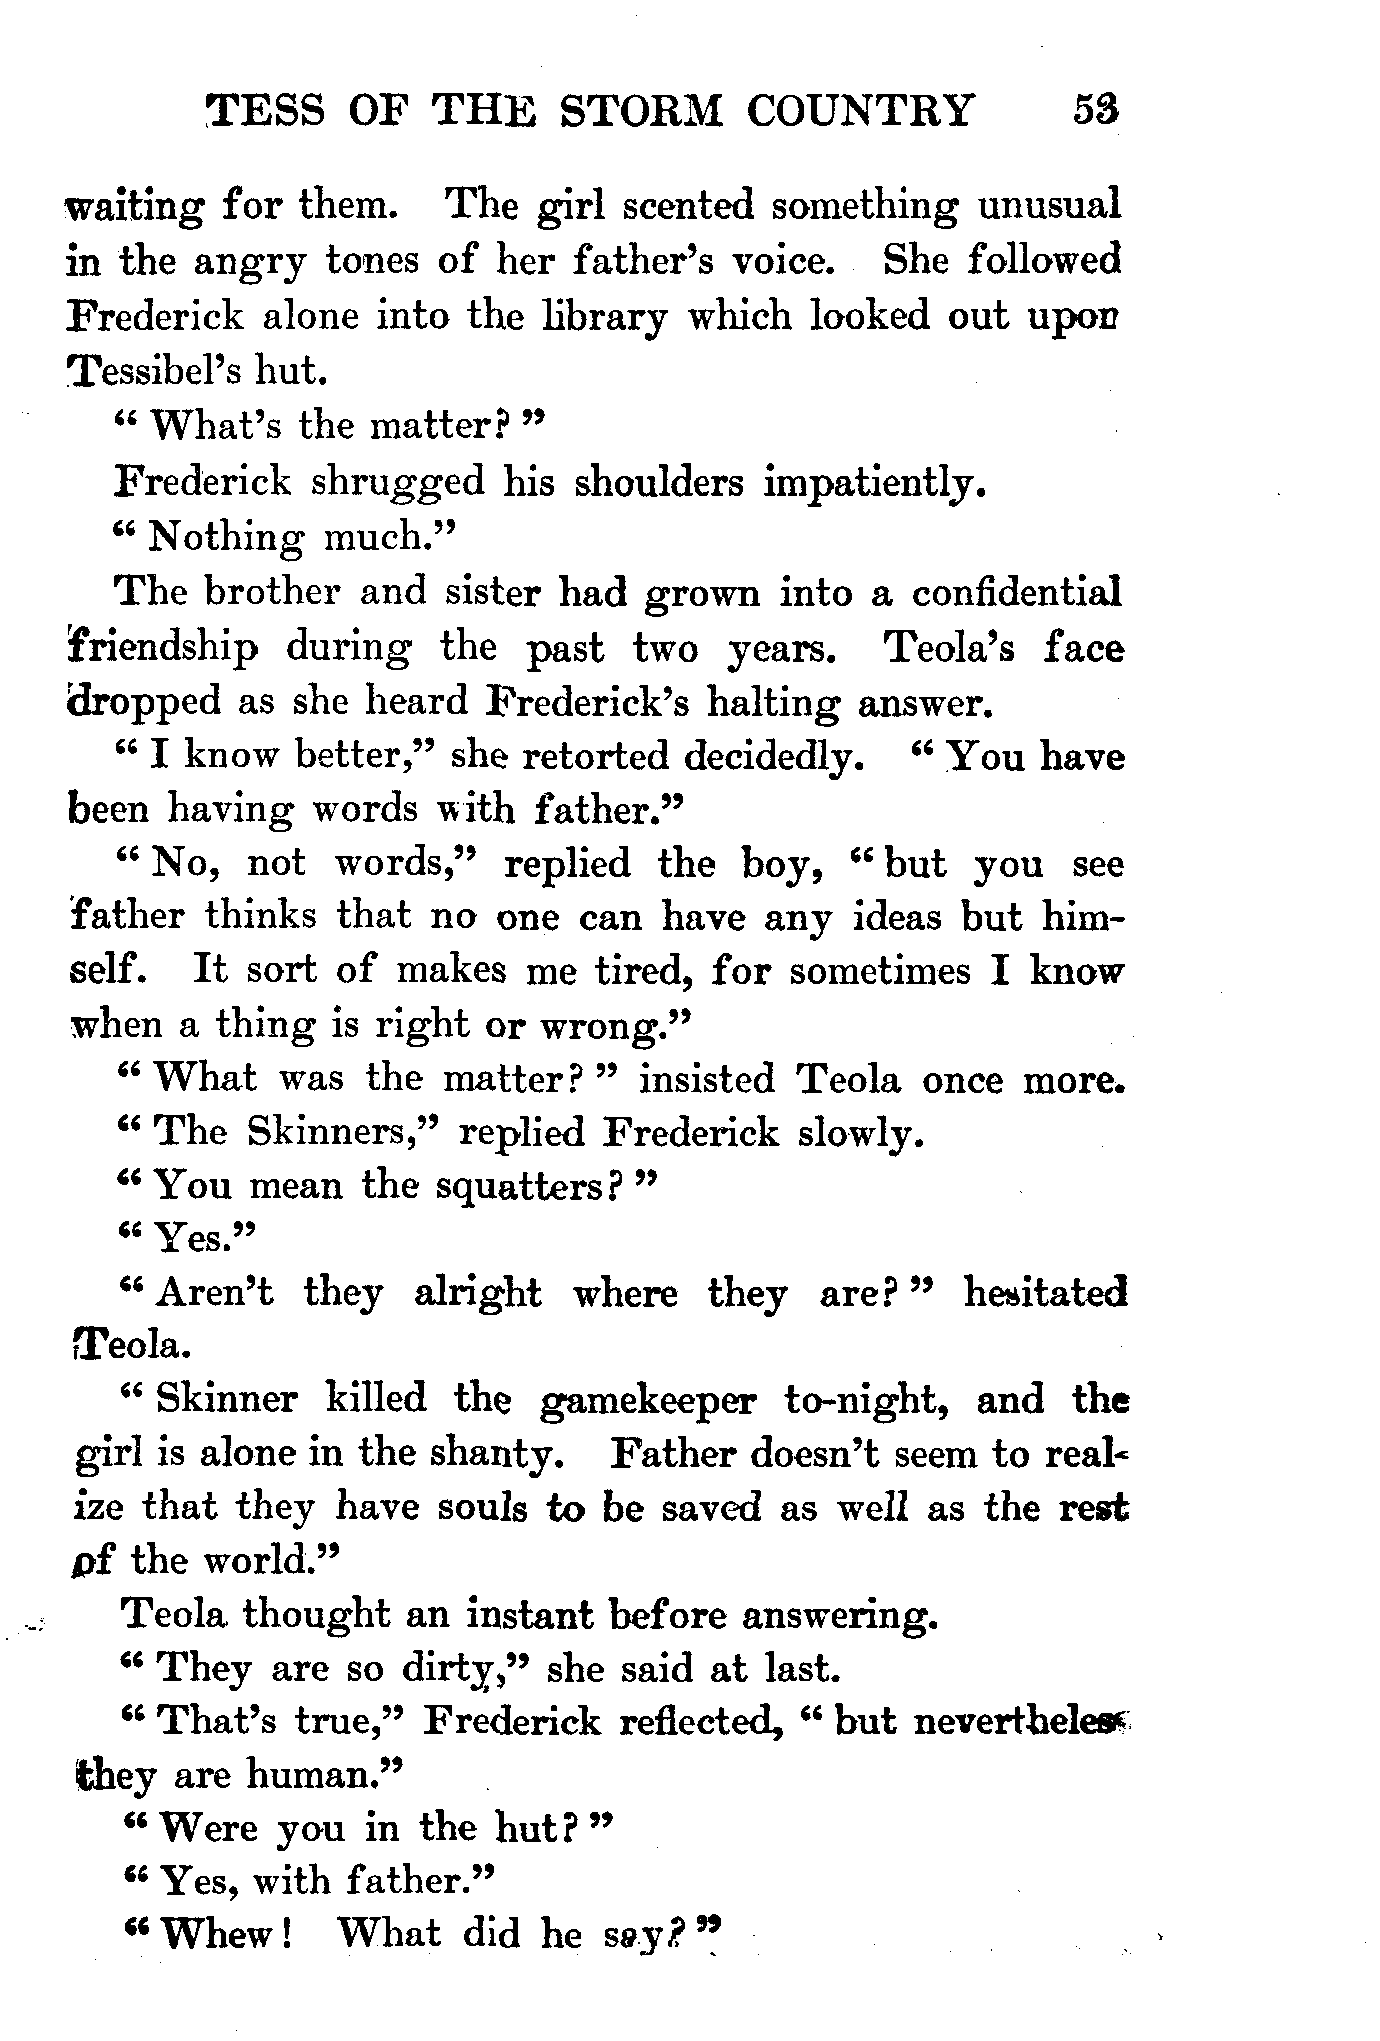 TESS OF THE STORM COUNTRY 53
waiting for them. The girl scented something unusual
in the angry tones of her father's voice. She followed
Frederick alone into the library which looked out upon
Tessibel's hut.
" What's the matter? "
Frederick shrugged his shoulders impatiently.
" Nothing much."
The brother and sister had grown into a confidential
friendship during the past two years. Teola's face
dropped as she heard Frederick's halting answer.
" I know better," she retorted decidedly. " You have
been having words with father."
" No, not words," replied the boy, " but you see
father thinks that no one can have any ideas but him-
self. It sort of makes me tired, for sometimes I know
when a thing is right or wrong."
" What was the matter? " insisted Teola once more.
" The Skinners," replied Frederick slowly.
" You mean the squatters? "
" Yes."
" Aren't they alright where they are? " hesitated
Teola.
" Skinner killed the gamekeeper to-night, and the
girl is alone in the shanty. Father doesn't seem to real-
ize that they have souls to be saved as well as the rest
of the world."
Teola thought an instant before answering.
" They are so dirty," she said at last.
" That's true," Frederick reflected, " but nevertheless
they are human."
" Were you in the hut? "
" Yes, with father."
" Whew! What did he say? "